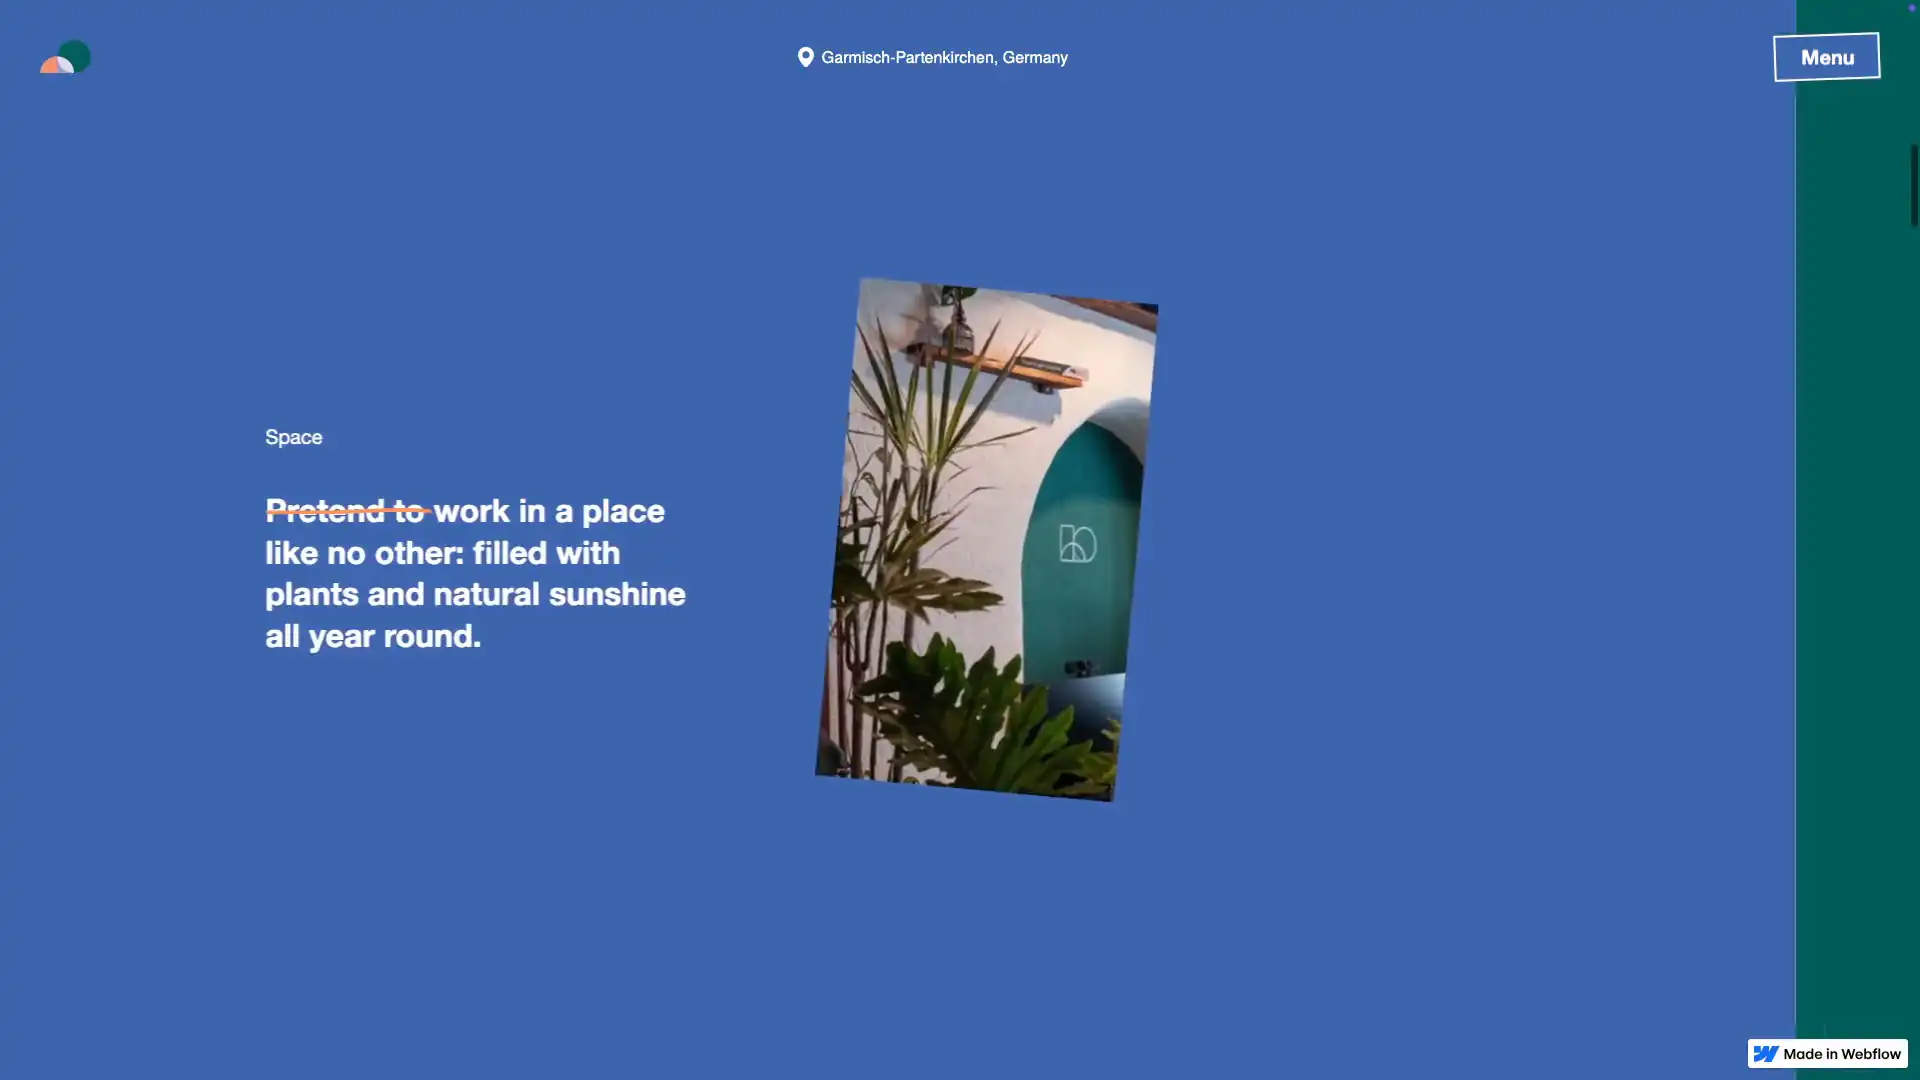 Garmisch-Partenkirchen, Germany
Menu
Space
Pretend to work in a place
like no other: filled with
plants and natural sunshine
all year round.
Made in Webflow